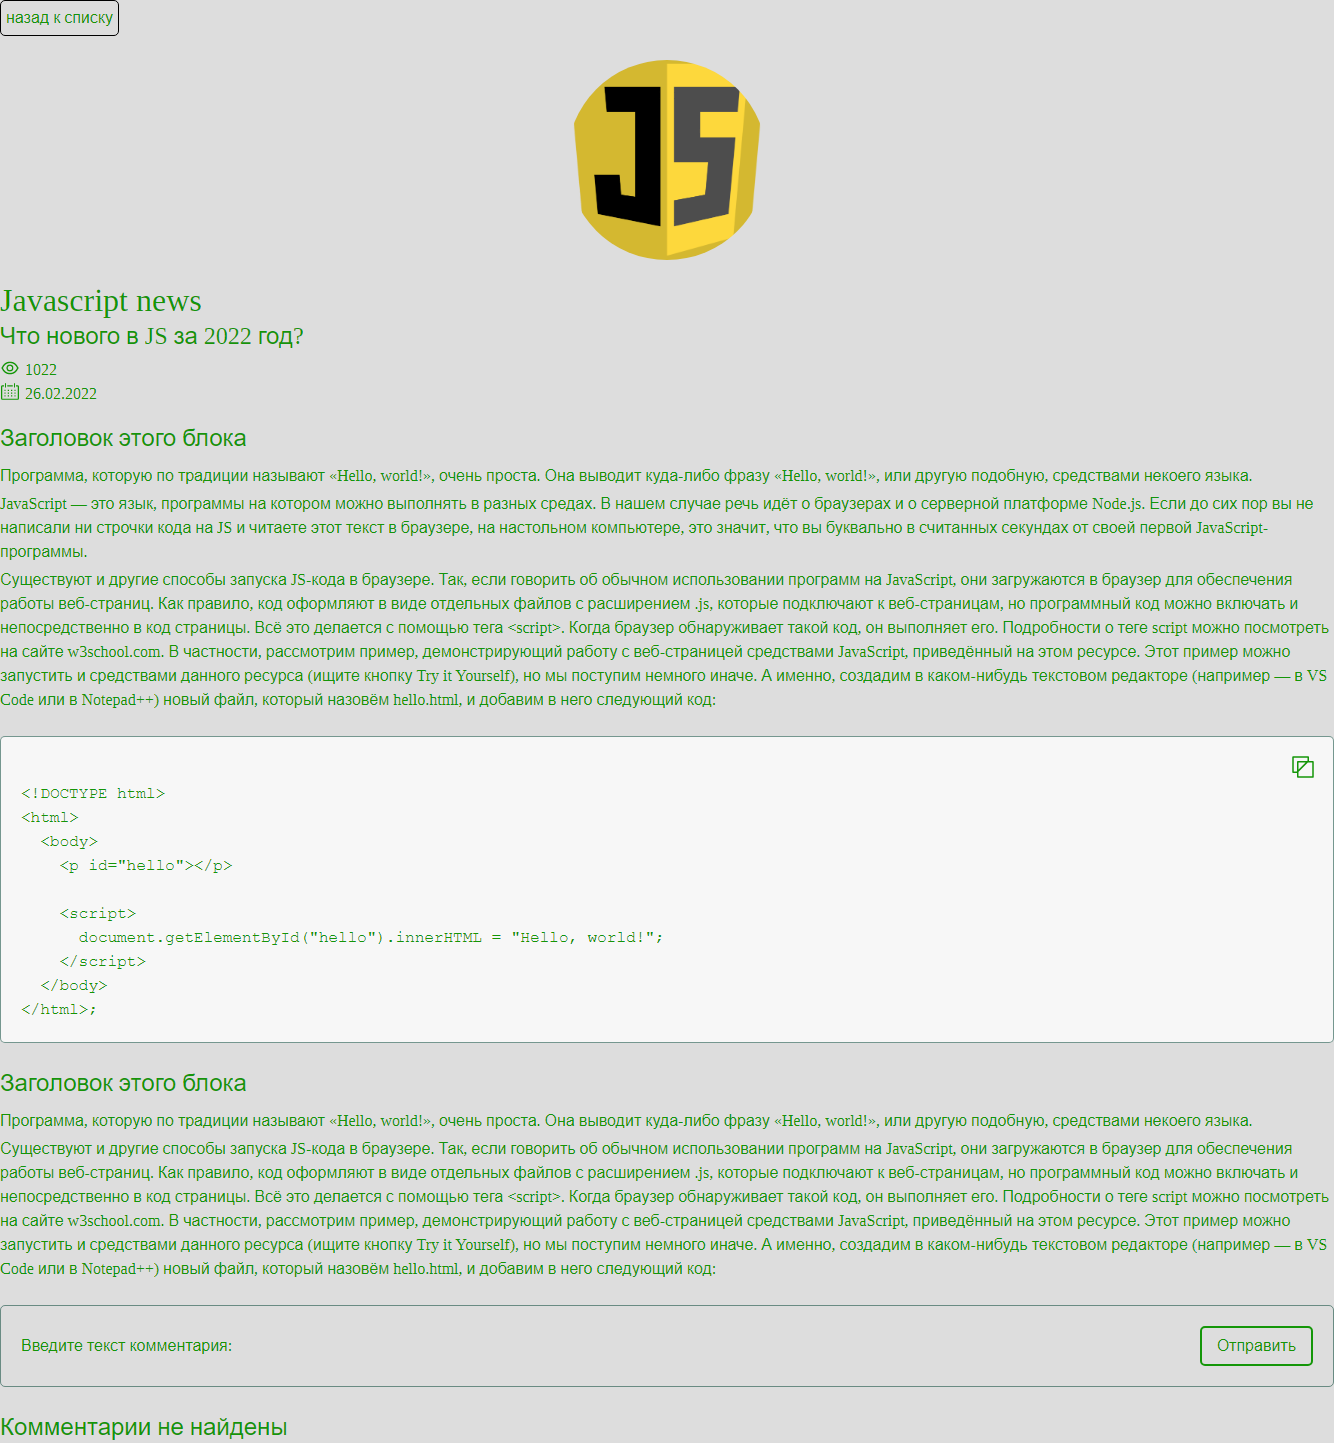 назад к списку
JS
Javascript news
Что нового в JS за 2022 год?
1022
26.02.2022
Заголовок этого блока
Программа, которую по традиции называют «Hello, world!», очень проста. Она выводит куда-либо фразу «Hello, world!», или другую подобную, средствами некоего языка.
JavaScript — это язык, программы на котором можно выполнять в разных средах. В нашем случае речь идёт о браузерах и о серверной платформе Node.js. Если до сих пор вы не
написали ни строчки кода на JS и читаете этот текст в браузере, на настольном компьютере, это значит, что вы буквально в считанных секундах от своей первой JavaScript-
программы.
Существуют и другие способы запуска JS-кода в браузере. Так, если говорить об обычном использовании программ на JavaScript, они загружаются в браузер для обеспечения
работы веб-страниц. Как правило, код оформляют в виде отдельных файлов с расширением .js, которые подключают к веб-страницам, но программный код можно включать и
непосредственно в код страницы. Всё это делается с помощью тега <script>. Когда браузер обнаруживает такой код, он выполняет его. Подробности о теге script можно посмотреть
на сайте w3school.com. В частности, рассмотрим пример, демонстрирующий работу с веб-страницей средствами JavaScript, приведённый на этом ресурсе. Этот пример можно
запустить и средствами данного ресурса (ищите кнопку Try it Yourself), но мы поступим немного иначе. А именно, создадим в каком-нибудь текстовом редакторе (например — в VS
Code или в Notepad++) новый файл, который назовём hello.html, и добавим в него следующий код:
<!DOCTYPE html>
<html>
  <body>
    <p id="hello"></p>
    <script>
      document.getElementById("hello").innerHTML = "Hello, world!";
    </script>
  </body>
</html>;
Заголовок этого блока
Программа, которую по традиции называют «Hello, world!», очень проста. Она выводит куда-либо фразу «Hello, world!», или другую подобную, средствами некоего языка.
Существуют и другие способы запуска JS-кода в браузере. Так, если говорить об обычном использовании программ на JavaScript, они загружаются в браузер для обеспечения
работы веб-страниц. Как правило, код оформляют в виде отдельных файлов с расширением .js, которые подключают к веб-страницам, но программный код можно включать и
непосредственно в код страницы. Всё это делается с помощью тега <script>. Когда браузер обнаруживает такой код, он выполняет его. Подробности о теге script можно посмотреть
на сайте w3school.com. В частности, рассмотрим пример, демонстрирующий работу с веб-страницей средствами JavaScript, приведённый на этом ресурсе. Этот пример можно
запустить и средствами данного ресурса (ищите кнопку Try it Yourself), но мы поступим немного иначе. А именно, создадим в каком-нибудь текстовом редакторе (например — в VS
Code или в Notepad++) новый файл, который назовём hello.html, и добавим в него следующий код:
Введите текст комментария:
Отправить
Комментарии не найдены